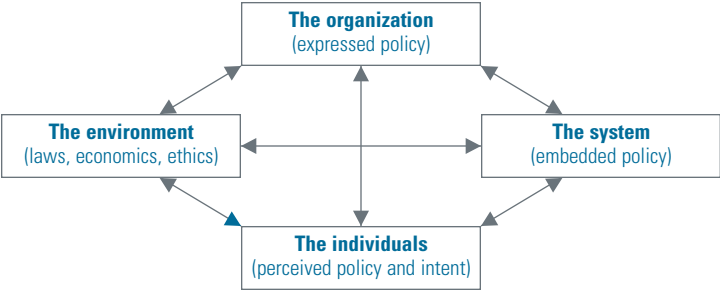 The organization
(expressed policy)
The environment
(laws, economics, ethics)
The system
(embedded policy)
The individuals
(perceived policy and intent)